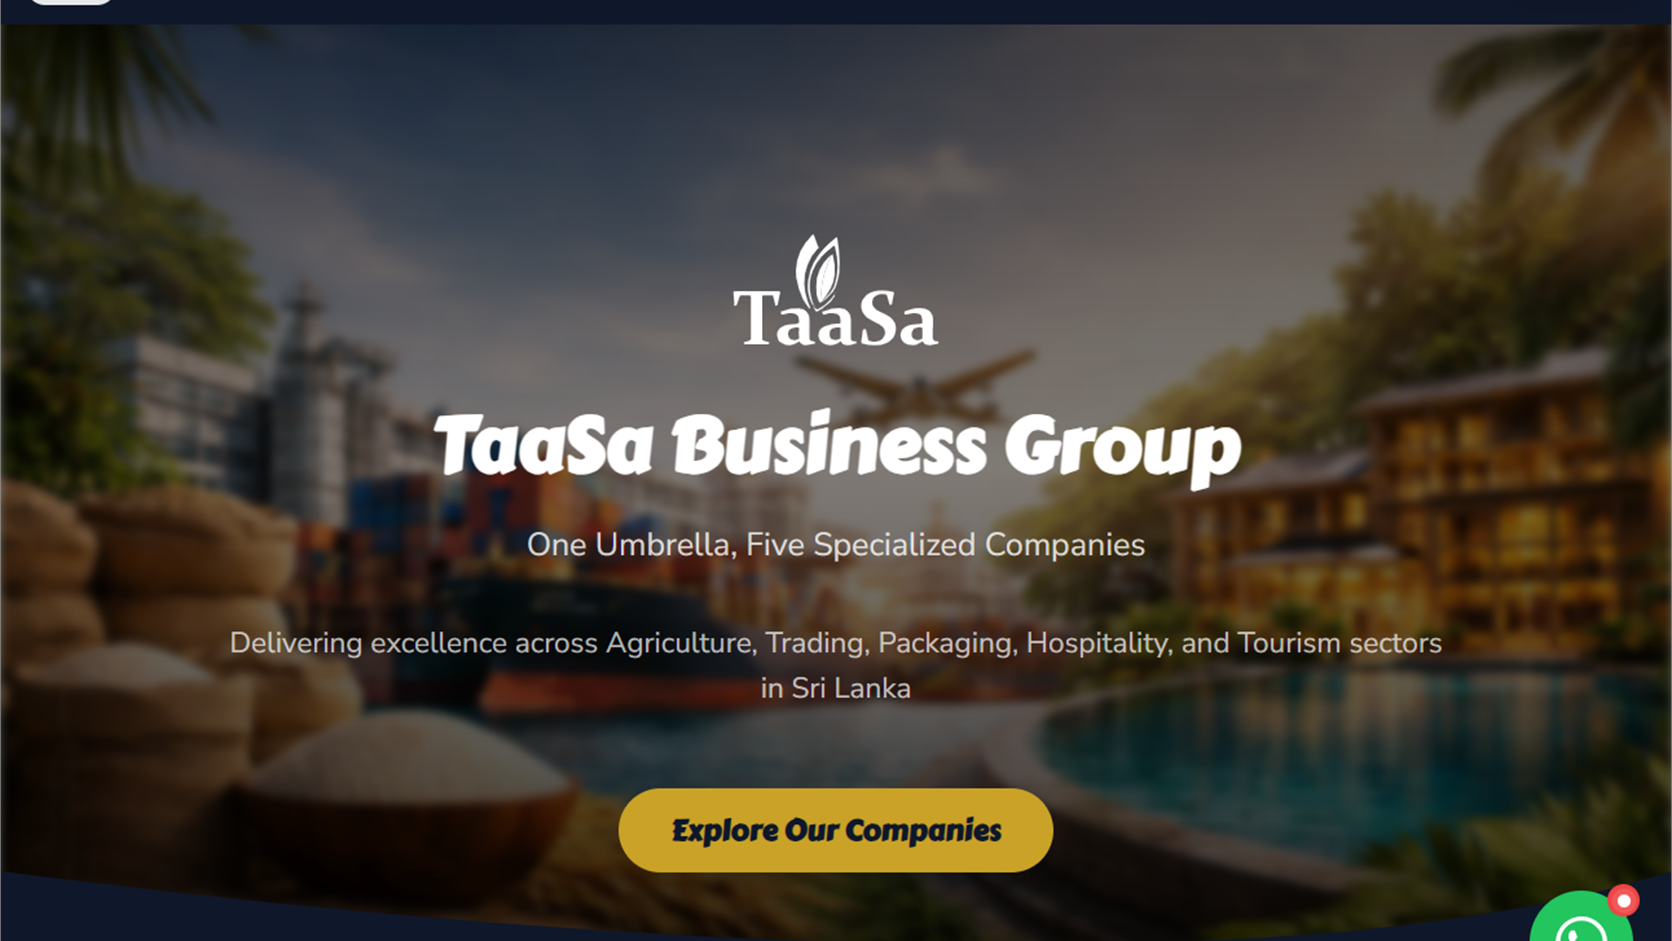 TaaSa
TaaSa Business Group
One Umbrella, Five Specialized Companies
Delivering excellence across Agriculture, Trading, Packaging, Hospitality, and Tourism sectors
in Sri Lanka
Explore Our Companies